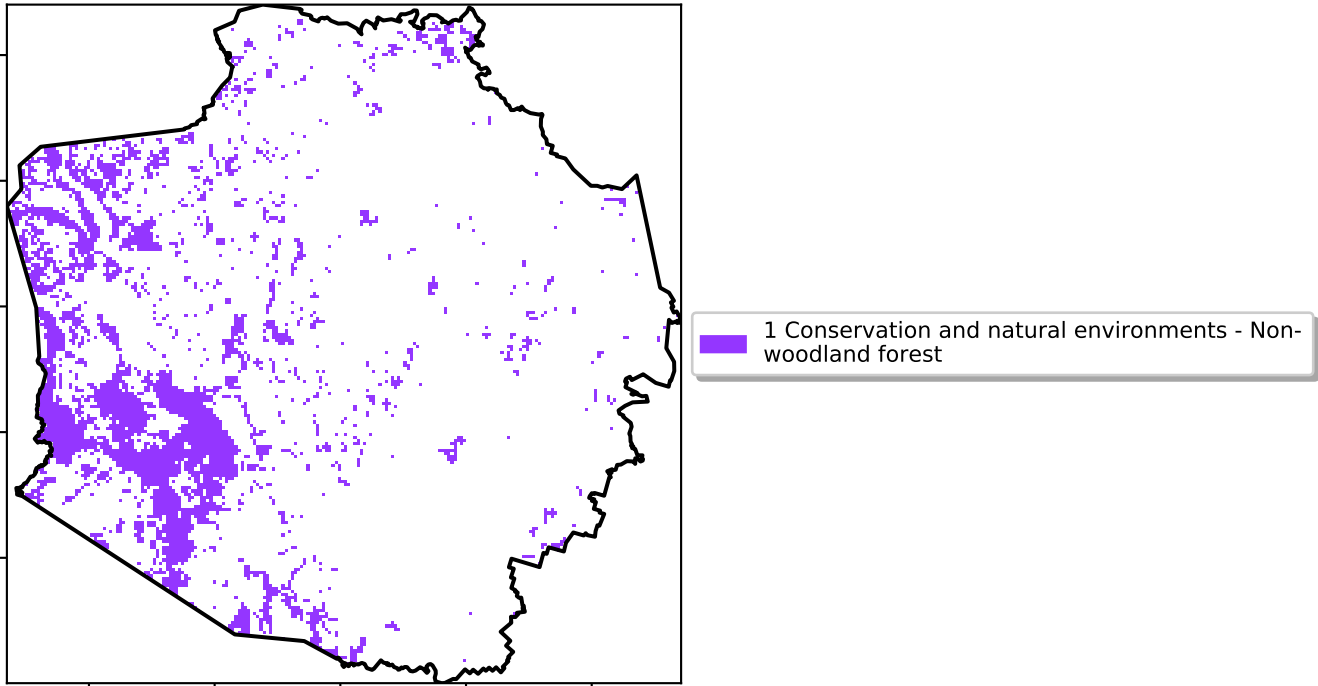 1 Conservation and natural environments - Non-
woodland forest